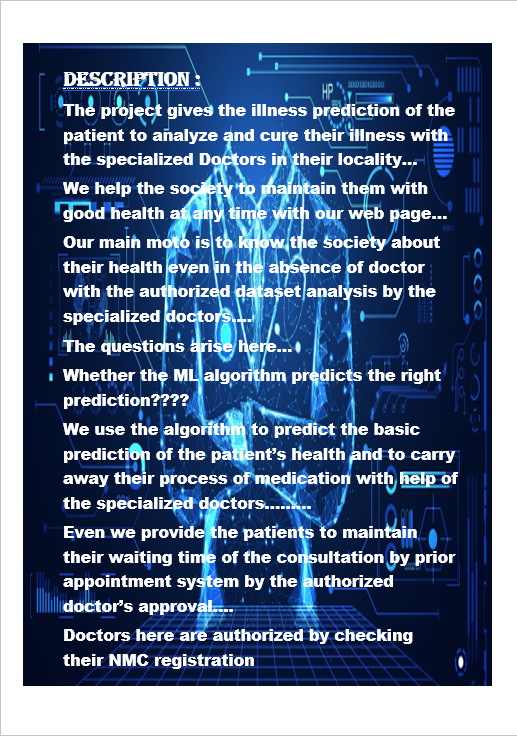 DESCRIPTION :
The project gives the illness prediction of the
patient to analyze and cure their illness with
the specialized Doctors in their locality...
We help the society to maintain them with
good health at any time with our web page...
Our main moto is to know the society about
their health even in the absence of doctor
with the authorized dataset analysis by the
specialized doctors....
The questions arise here...
Whether the ML algorithm predicts the right
prediction????
We use the algorithm to predict the basic
prediction of the patient’s health and to carry
away their process of medication with help of
the specialized doctors.........
Even we provide the patients to maintain
their waiting time of the consultation by prior
appointment system by the authorized
doctor’s approval....
Doctors here are authorized by checking
their NMC registration
HP